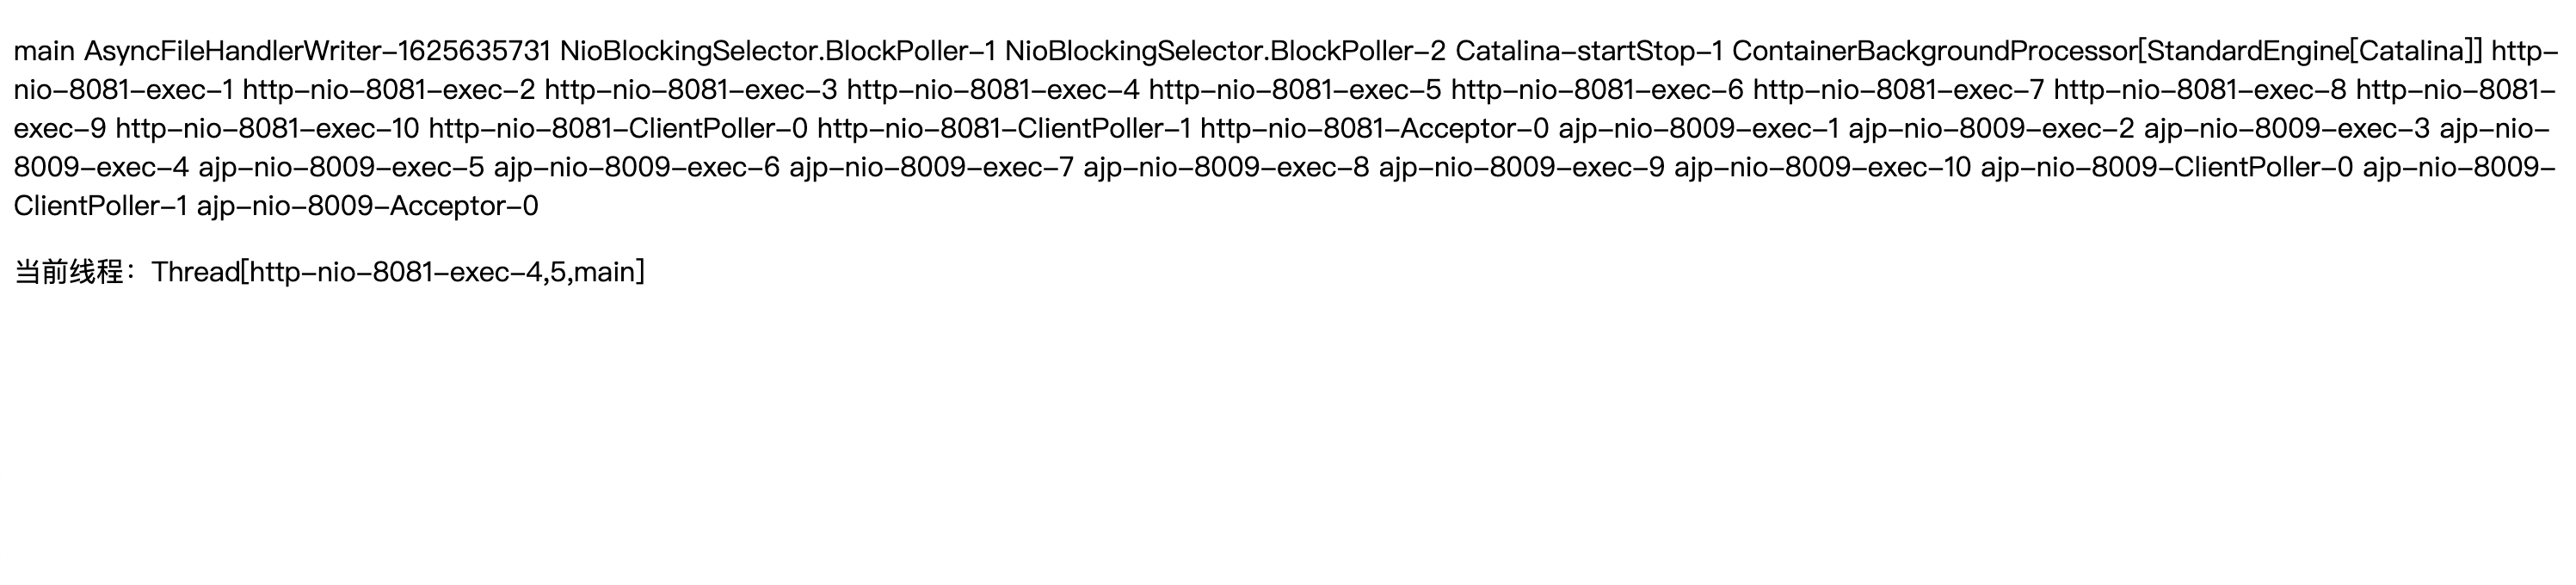 main AsyncFileHandlerWriter-1625635731 NioBlockingSelector.BlockPoller-1 NioBlockingSelector.BlockPoller-2 Catalina-startStop-1 ContainerBackgroundProcessor[StandardEngine[Catalina]] http-
nio-8081-exec-1 http-nio-8081-exec-2 http-nio-8081-exec-3 http-nio-8081-exec-4 http-nio-8081-exec-5 http-nio-8081-exec-6 http-nio-8081-exec-7 http-nio-8081-exec-8 http-nio-8081-
exec-9 http-nio-8081-exec-10 http-nio-8081-ClientPoller-0 http-nio-8081-ClientPoller-1 http-nio-8081-Acceptor-0 ajp-nio-8009-exec-1 ajp-nio-8009-exec-2 ajp-nio-8009-exec-3 ajp-nio-
8009-exec-4 ajp-nio-8009-exec-5 ajp-nio-8009-exec-6 ajp-nio-8009-exec-7 ajp-nio-8009-exec-8 ajp-nio-8009-exec-9 ajp-nio-8009-exec-10 ajp-nio-8009-ClientPoller-0 ajp-nio-8009-
ClientPoller-1 ajp-nio-8009-Acceptor-0
当前线程：Thread[http-nio-8081-exec-4,5,main]